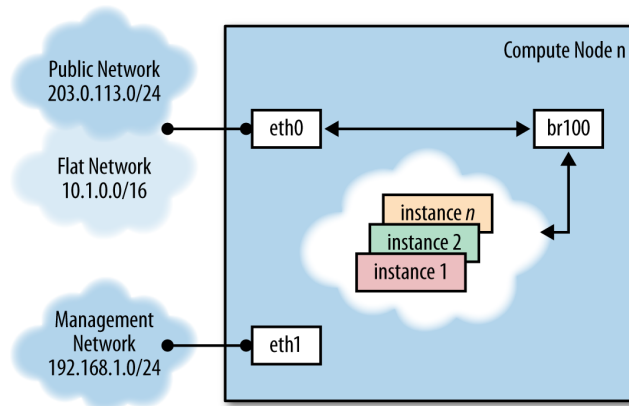 Compute Node n
Public Network
203.0.113.0/24
eth0
br100
Flat Network
10.1.0.0/16
instance n
instance 2
instance 1
Management
Network
192.168.1.0/24
eth1